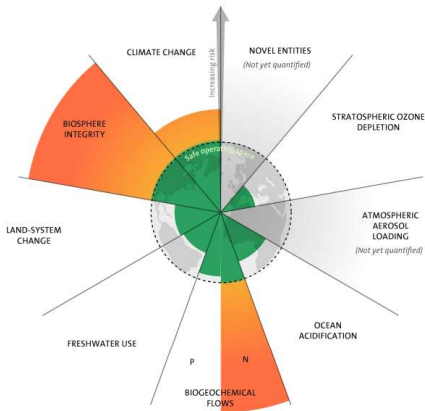 CLIMATE CHANGE
Increasing risk
NOVEL ENTITIES
(Not yet quantified)
STRATOSPHERIC OZONE
DEPLETION
ATMOSPHERIC
AEROSOL
LOADING
(Not yet quantified)
OCEAN
ACIDIFICATION
N
P
BIOGEOCHEMICAL
FLOWS
FRESHWATER USE
LAND-SYSTEM
CHANGE
BIOSPHERE
INTEGRITY
Safe operating space